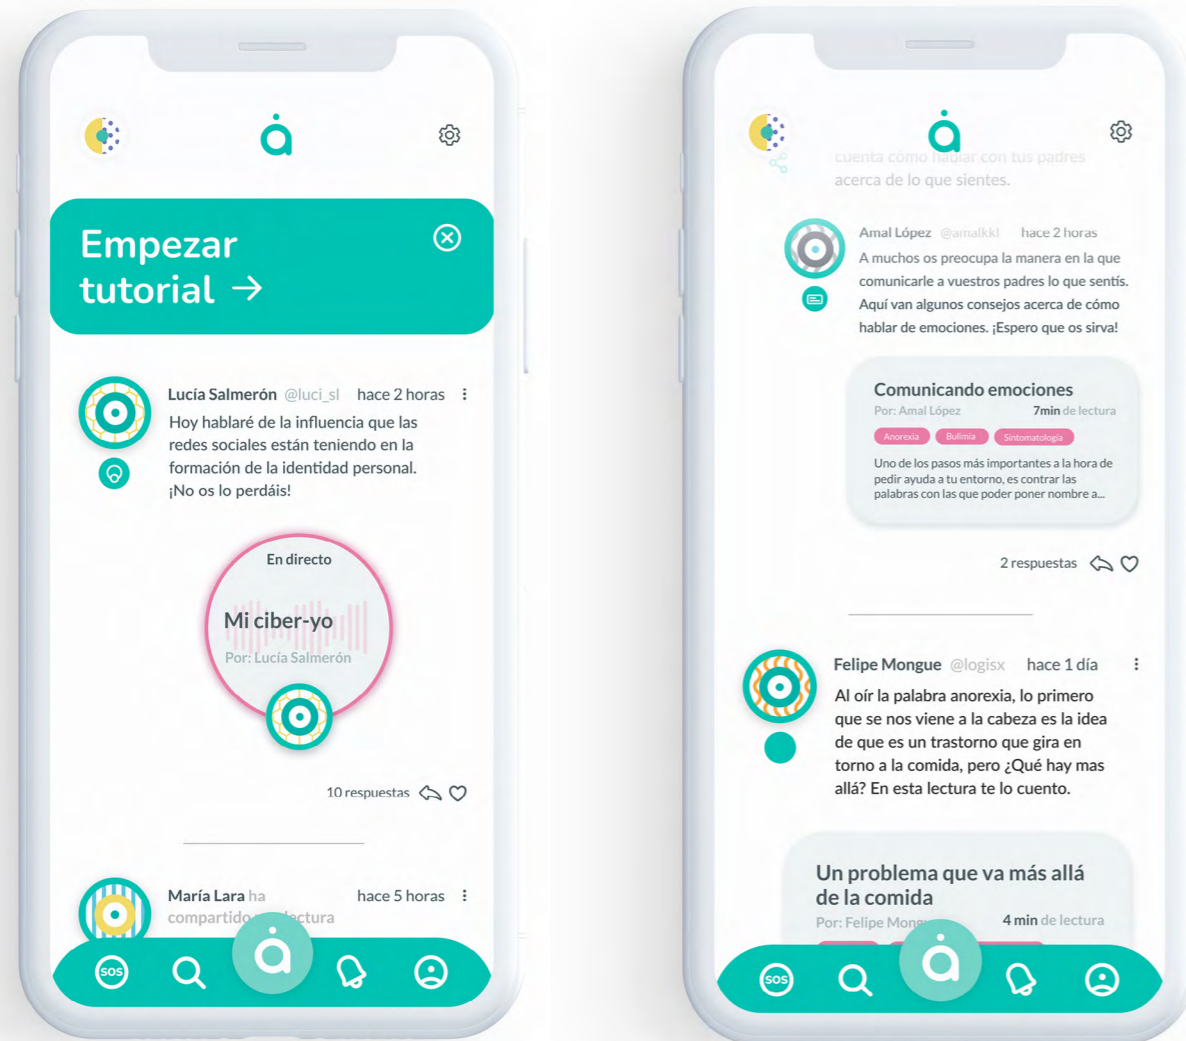 Empezar
tutorial →
Lucía Salmerón @luci_sl hace 2 horas
Hoy hablaré de la influencia que las
redes sociales están teniendo en la
formación de la identidad personal.
¡No os lo perdáis!
En directo
Mi ciber-yo
Por: Lucía Salmerón
10 respuestas
María Lara ha hace 5 horas
compartido
SOS
cuenta cómo hablar con tus padres
acerca de lo que sientes.
Amal López @amalkkl hace 2 horas
A muchos os preocupa la manera en la que
comunicarle a vuestros padres lo que sentís.
Aquí van algunos consejos acerca de cómo
hablar de emociones. ¡Espero que os sirva!
Comunicando emociones
Por: Amal López 7min de lectura
Anorexia Bulimia Sintomatología
Uno de los pasos más importantes a la hora de
pedir ayuda a tu entorno, es contrar las
palabras con las que poder poner nombre a...
2 respuestas
Felipe Mongue @logisx hace 1 día
Al oír la palabra anorexia, lo primero
que se nos viene a la cabeza es la idea
de que es un trastorno que gira en
torno a la comida, pero ¿Qué hay mas
allá? En esta lectura te lo cuento.
Un problema que va más allá
de la comida
Por: Felipe 4 min de lectura
SOS